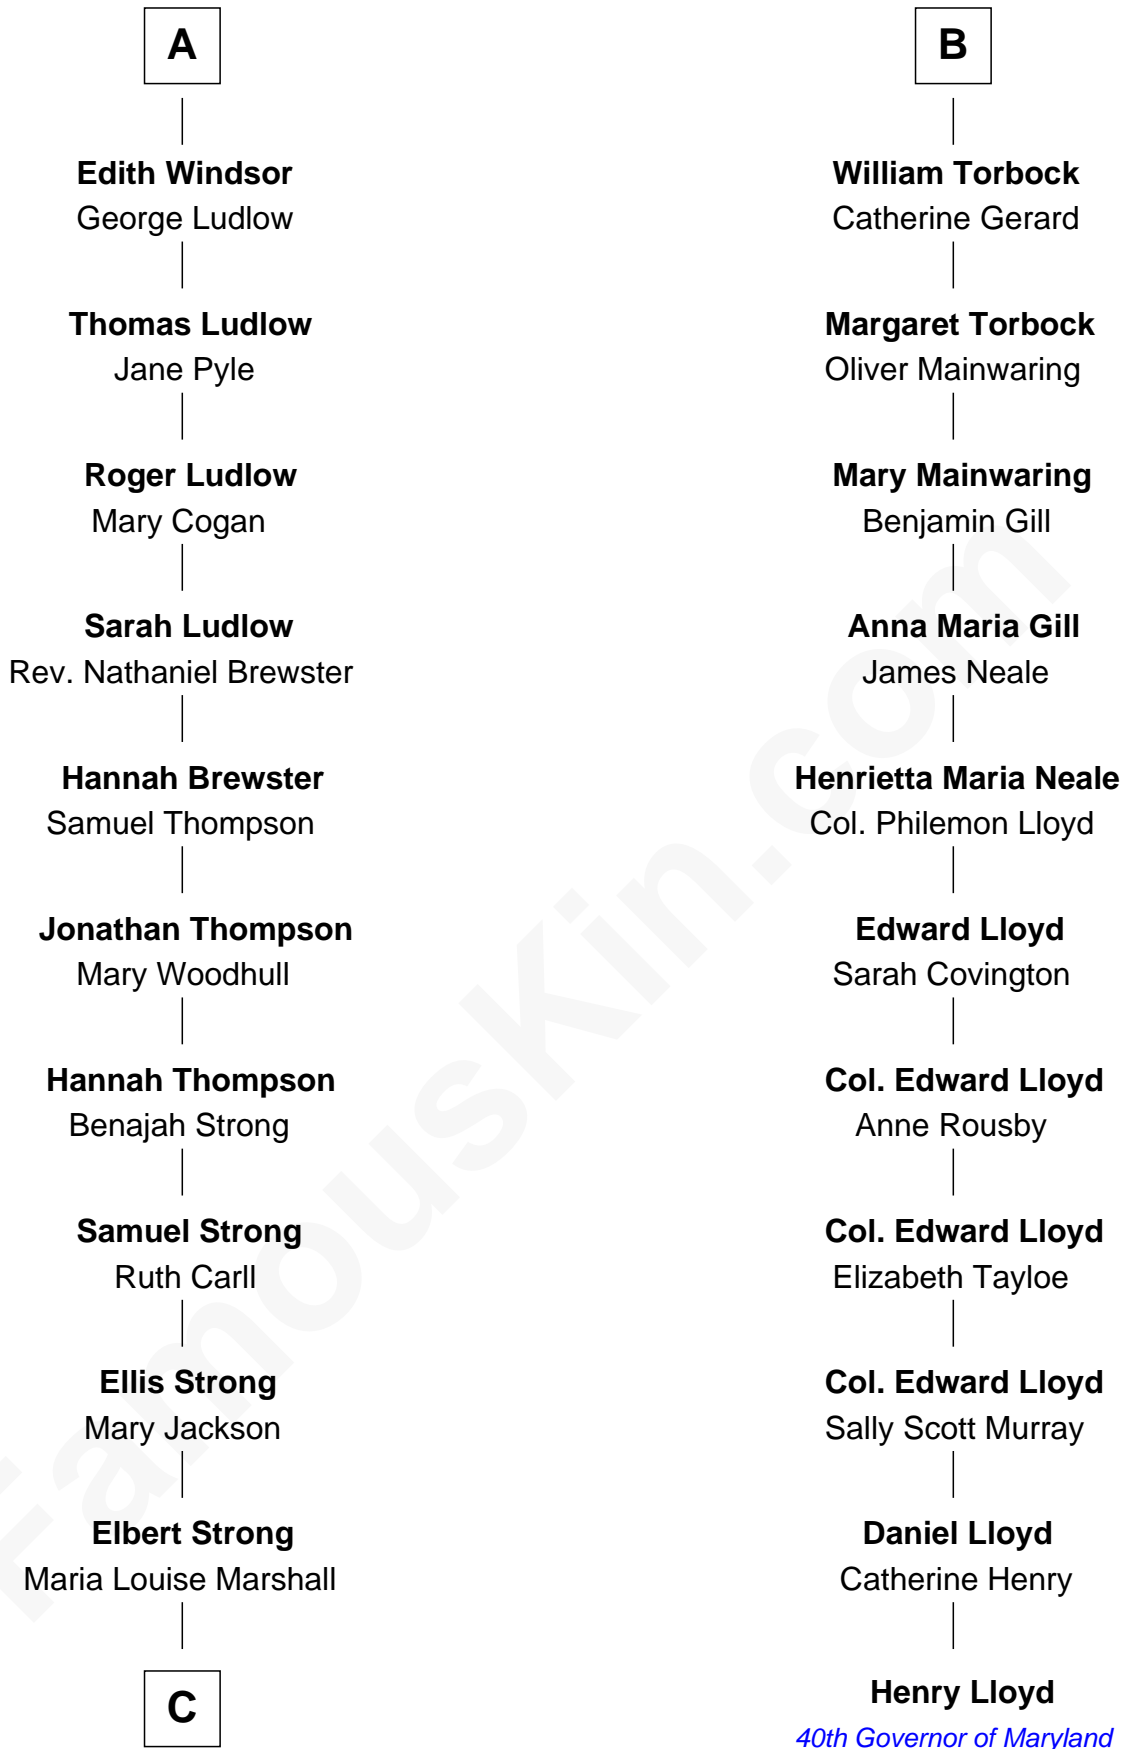 A
Edith Windsor
George Ludlow
Thomas Ludlow
Jane Pyle
Roger Ludlow
Mary Cogan
Sarah Ludlow
Rev. Nathaniel Brewster
Hannah Brewster
Samuel Thompson
Jonathan Thompson
Mary Woodhull
Hannah Thompson
Benajah Strong
Samuel Strong
Ruth Carll
Ellis Strong
Mary Jackson
Elbert Strong
Maria Louise Marshall
C
B
William Torbock
Catherine Gerard
Margaret Torbock
Oliver Mainwaring
Mary Mainwaring
Benjamin Gill
Anna Maria Gill
James Neale
Henrietta Maria Neale
Col. Philemon Lloyd
Edward Lloyd
Sarah Covington
Col. Edward Lloyd
Anne Rousby
Col. Edward Lloyd
Elizabeth Tayloe
Col. Edward Lloyd
Sally Scott Murray
Daniel Lloyd
Catherine Henry
Henry Lloyd
40th Governor of Maryland
FamousKin.com